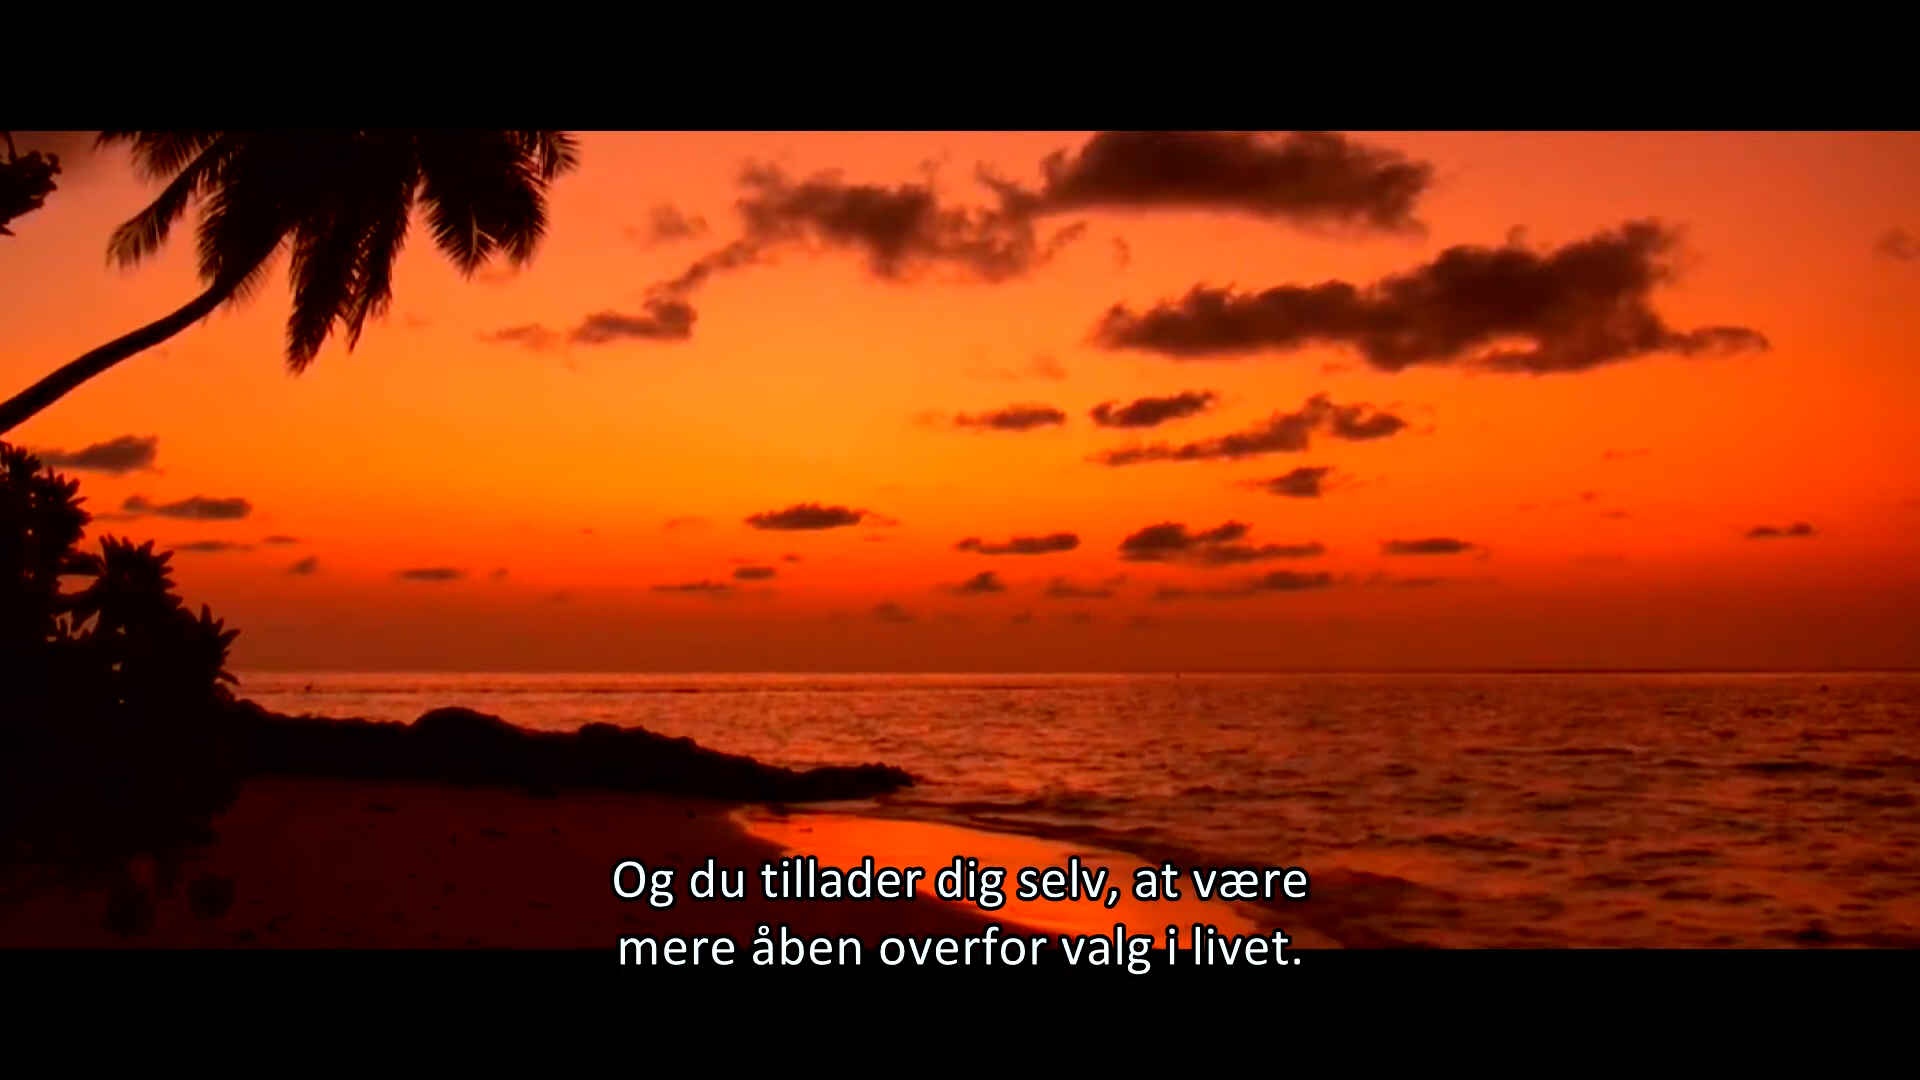 Og du tillader dig selv, at være
mere åben overfor valg i livet.